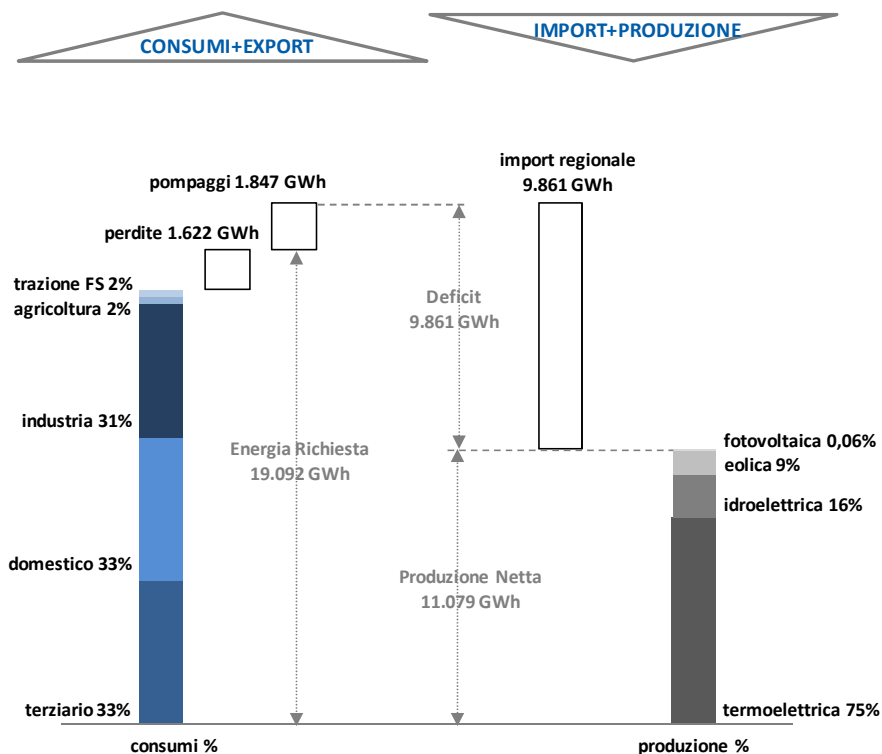 CONSUMI+EXPORT
IMPORT+PRODUZIONE
import regionale
9.861 GWh
pompaggi 1.847 GWh
perdite 1.622 GWh
trazione FS 2%
agricoltura 2%
Deficit
9.861 GWh
industria 31%
Energia Richiesta
19.092 GWh
fotovoltaica 0,06%
eolica 9%
idroelettrica 16%
domestico 33%
Produzione Netta
11.079 GWh
terziario 33%
termoelettrica 75%
consumi %
produzione %